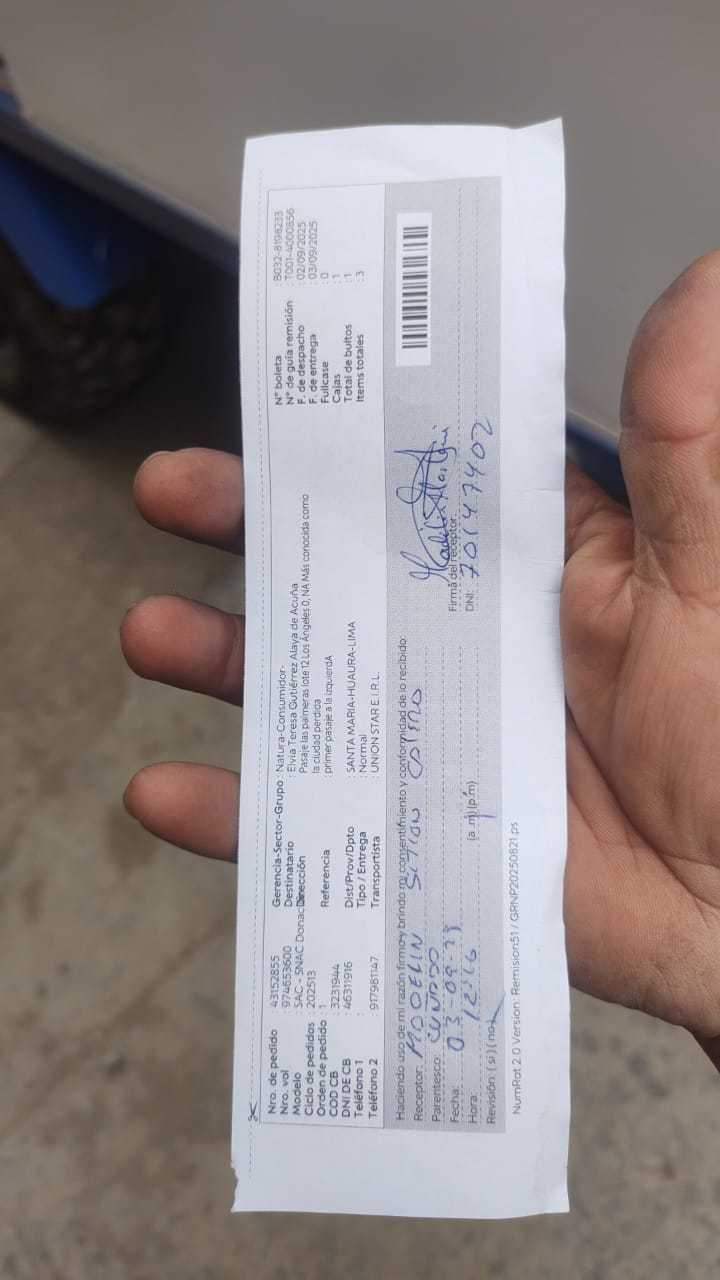 Nro. de pedido : 43152855
Nro. vol : 974653600
Modelo : SAC - SNAC Donac
Ciclo de pedidos : 202513
Orden de pedido : 1
COD CB : 3231944
DNI DE CB : 46311916
Teléfono 1 :
Teléfono 2 : 917981147
Gerencia-Sector-Grupo : Natura-Consumidor-
Destinatario : Elvia Teresa Gutiérrez Alaya de Acuña
Dirección : Pasaje las palmeras lote 12 Los Ángeles 0, NA Más conocida como
la ciudad perdida
Referencia : primer pasaje a la izquierdA
Dist/Prov/Dpto : SANTA MARIA-HUAURA-LIMA
Tipo / Entrega : Normal
Transportista : UNION STAR E.I.R.L.
N° boleta : B032-8198233
N° de guía remisión : T001-4000856
F. de despacho : 02/09/2025
F. de entrega : 03/09/2025
Fullcase : 0
Cajas : 1
Total de bultos : 1
Items totales : 3
Haciendo uso de mi razón firmo y brindo mi consentimiento y conformidad de lo recibido:
Receptor:
Parentesco: CUÑADO
Fecha: 03-09-23
Hora: 12:16 (a.m) (p.m)
Revisión: (si) (no)
Firma del receptor:
DNI: 70147402
NumRot 2.0 Version: Remision51 / GRNP20250821.ps